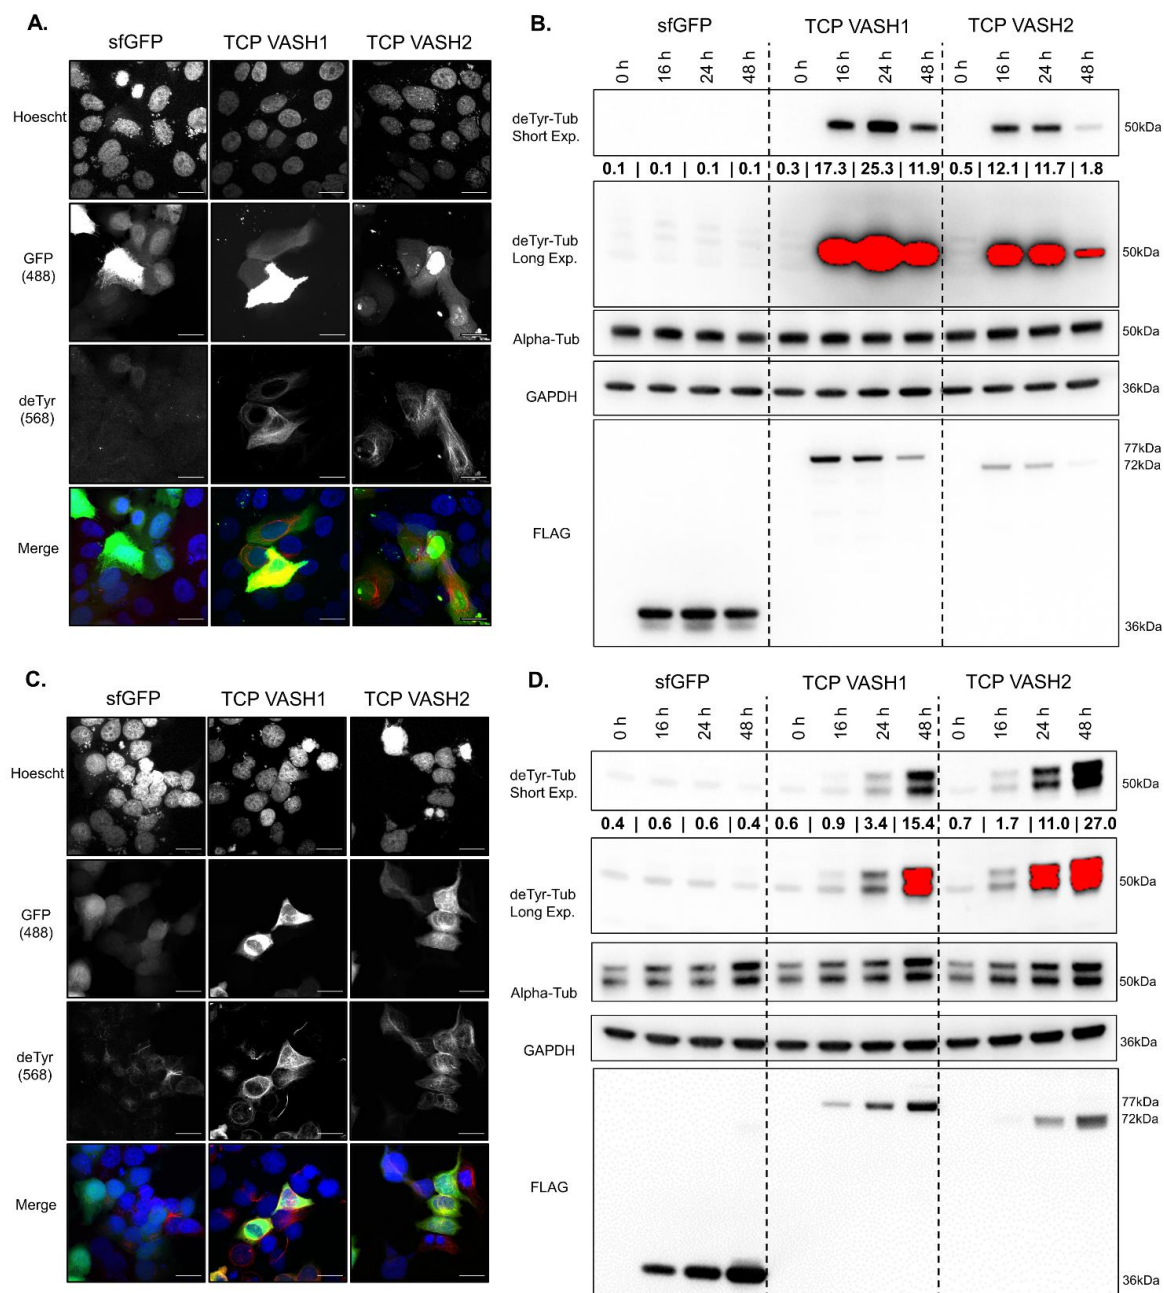 A.
sfGFP TCP VASH1 TCP VASH2
Hoescht
GFP
(488)
deTyr
(568)
Merge
B.
sfGFP TCP VASH1 TCP VASH2
0 h 16 h 24 h 48 h 0 h 16 h 24 h 48 h 0 h 16 h 24 h 48 h
deTyr-Tub
Short Exp.
50kDa
0.1 | 0.1 | 0.1 | 0.1 0.3 | 17.3 | 25.3 | 11.9 0.5 | 12.1 | 11.7 | 1.8
deTyr-Tub
Long Exp.
50kDa
Alpha-Tub
50kDa
GAPDH
36kDa
77kDa
72kDa
FLAG
36kDa
C.
sfGFP TCP VASH1 TCP VASH2
Hoescht
GFP
(488)
deTyr
(568)
Merge
D.
sfGFP TCP VASH1 TCP VASH2
0 h 16 h 24 h 48 h 0 h 16 h 24 h 48 h 0 h 16 h 24 h 48 h
deTyr-Tub
Short Exp.
50kDa
0.4 | 0.6 | 0.6 | 0.4 | 0.6 | 0.9 | 3.4 | 15.4 | 0.7 | 1.7 | 11.0 | 27.0
deTyr-Tub
Long Exp.
50kDa
Alpha-Tub
50kDa
GAPDH
36kDa
77kDa
72kDa
FLAG
36kDa